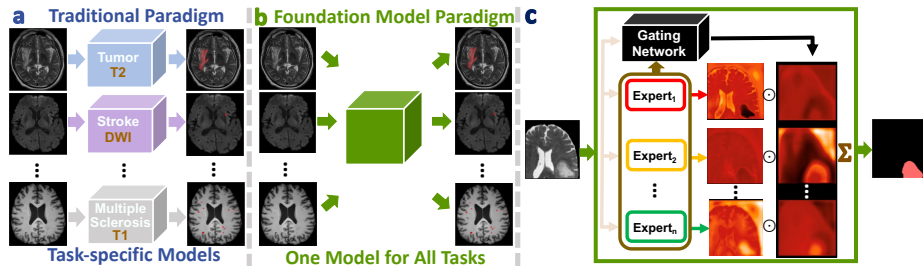 a
Traditional Paradigm
Tumor
T2
Stroke
DWI
...
Multiple
Sclerosis
T1
Task-specific Models
b
Foundation Model Paradigm
...
...
One Model for All Tasks
c
Gating
Network
Expert1
Expert2
...
Expertn
Σ